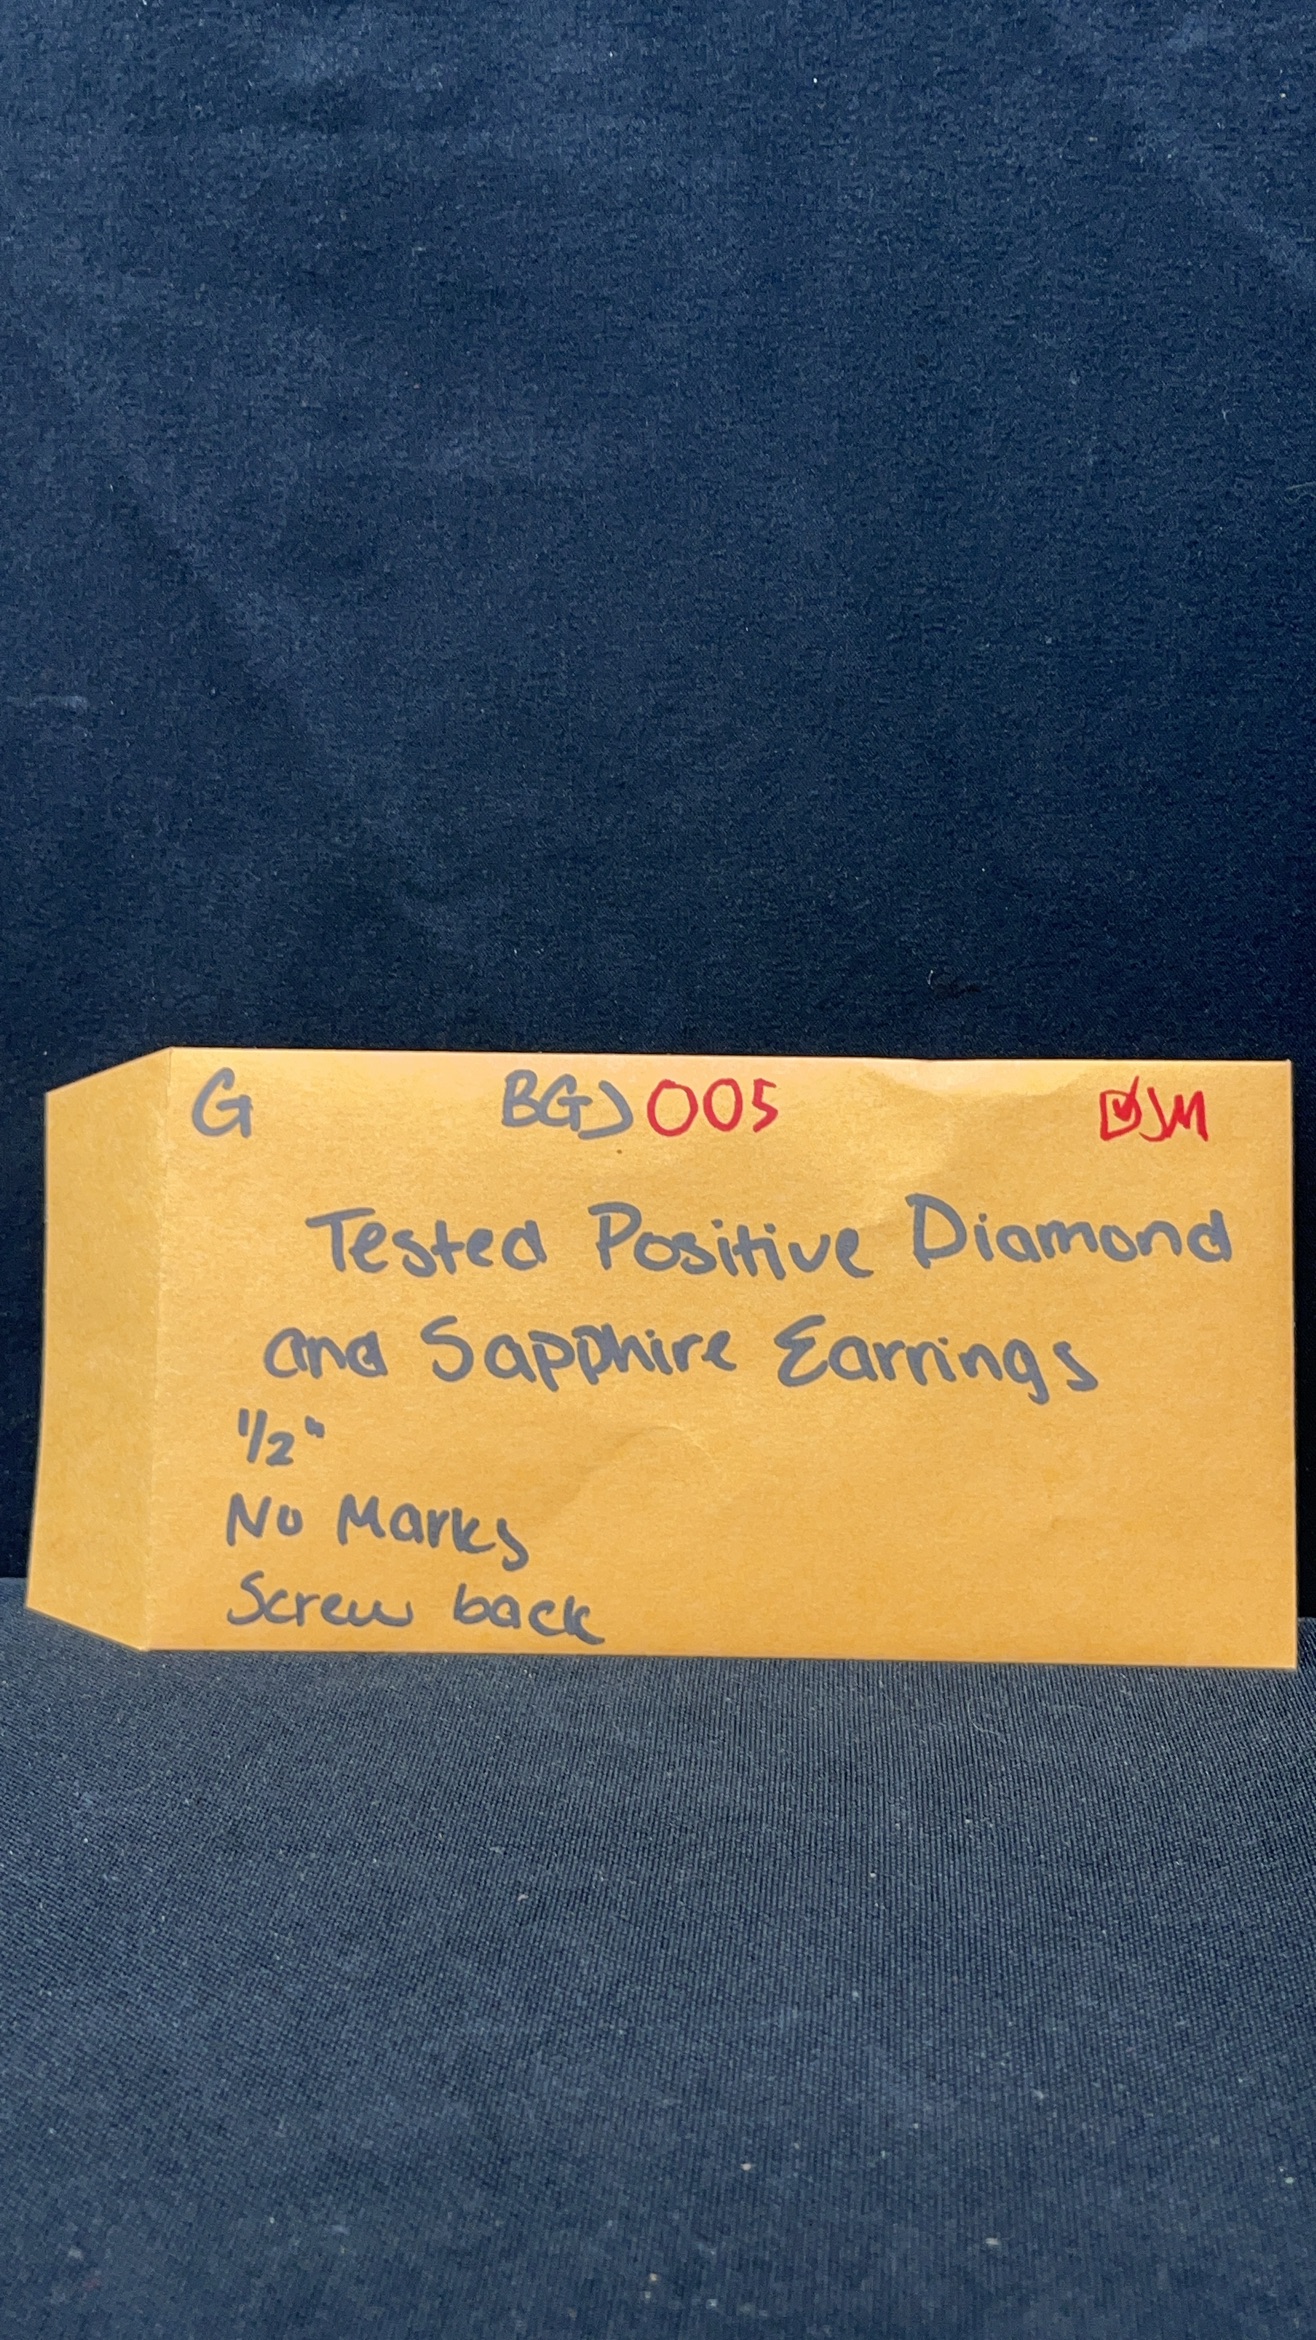 G BGJ005 ☑JM
Tested Positive Diamond
and Sapphire Earrings
1/2"
No Marks
Screw back